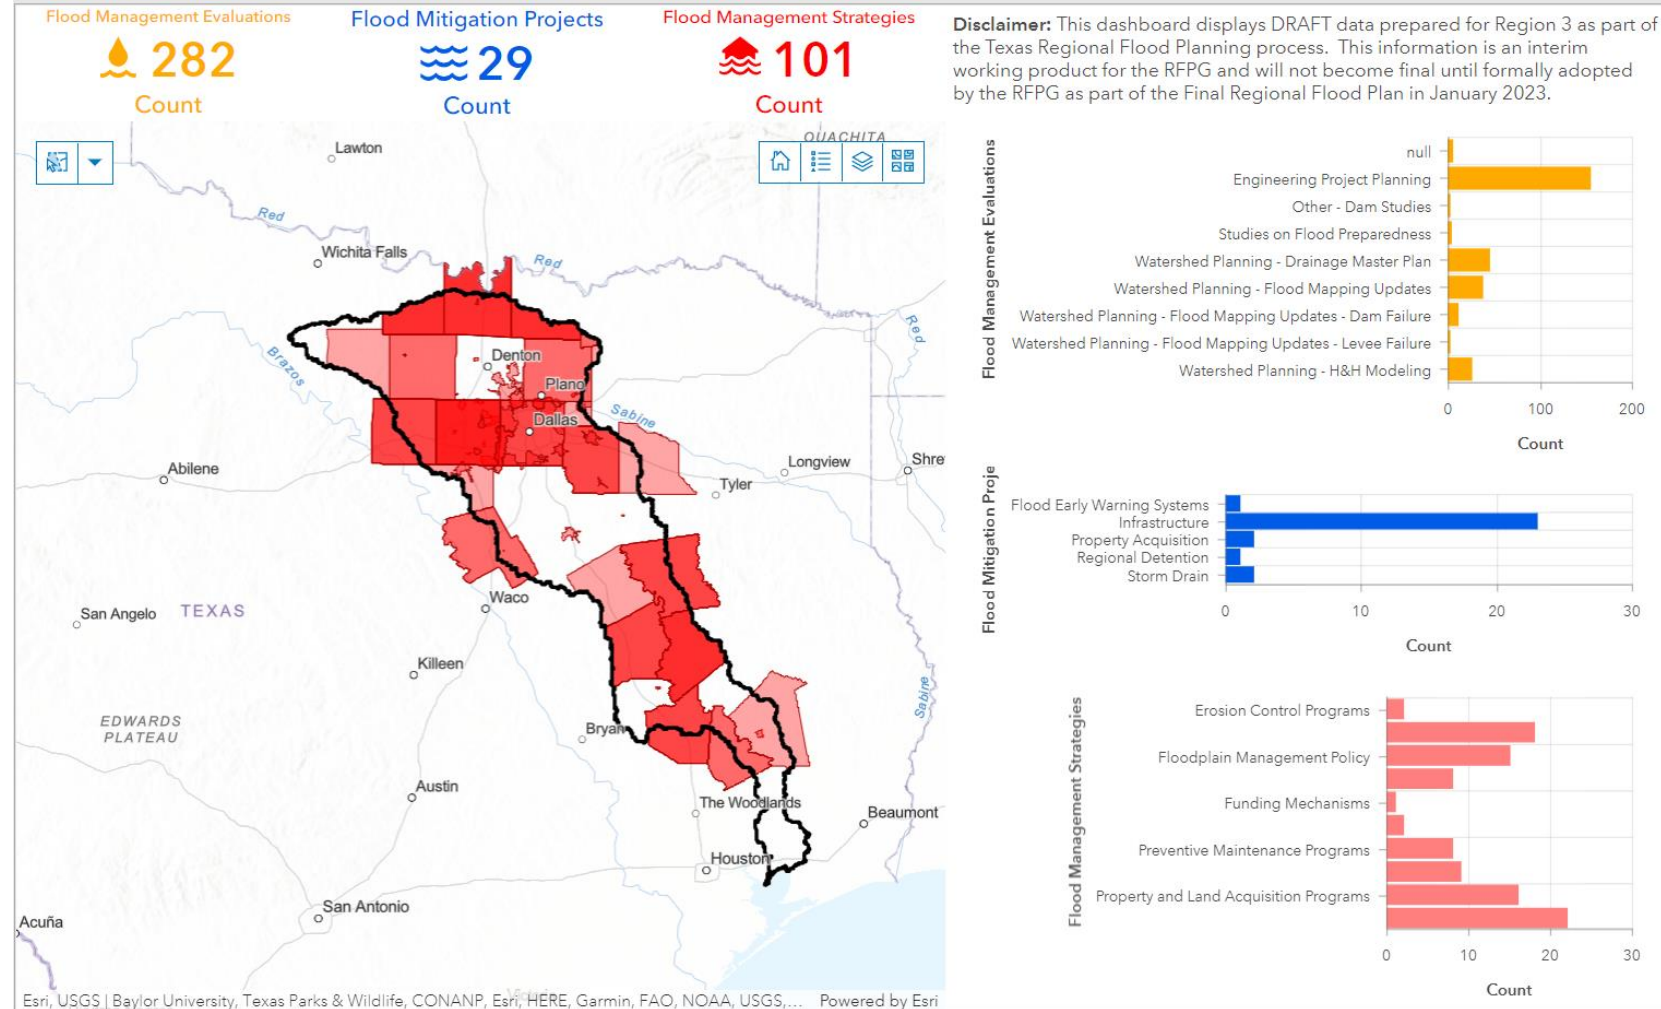 Flood Management Evaluations
282
Count
Flood Mitigation Projects
29
Count
Flood Management Strategies
101
Count
Disclaimer: This dashboard displays DRAFT data prepared for Region 3 as part of
the Texas Regional Flood Planning process. This information is an interim
working product for the RFPG and will not become final until formally adopted
by the RFPG as part of the Final Regional Flood Plan in January 2023.
OUACHITA
Lawton
Red
Wichita Falls
Red
Red
Brazos
Denton
Plano
Sabine
Dallas
Abilene
Longview
Shre
Tyler
Waco
San Angelo
TEXAS
Killeen
Sabine
EDWARDS
PLATEAU
Bryan
Austin
The Woodlands
Beaumont
Houston
San Antonio
Acuña
Esri, USGS | Baylor University, Texas Parks & Wildlife, CONANP, Esri, HERE, Garmin, FAO, NOAA, USGS,...
Powered by Esri
Flood Management Evaluations
null
Engineering Project Planning
Other - Dam Studies
Studies on Flood Preparedness
Watershed Planning - Drainage Master Plan
Watershed Planning - Flood Mapping Updates
Watershed Planning - Flood Mapping Updates - Dam Failure
Watershed Planning - Flood Mapping Updates - Levee Failure
Watershed Planning - H&H Modeling
0 100 200
Count
Flood Mitigation Proj
Flood Early Warning Systems
Infrastructure
Property Acquisition
Regional Detention
Storm Drain
0 10 20 30
Count
Flood Management Strategies
Erosion Control Programs
Floodplain Management Policy
Funding Mechanisms
Preventive Maintenance Programs
Property and Land Acquisition Programs
0 10 20 30
Count